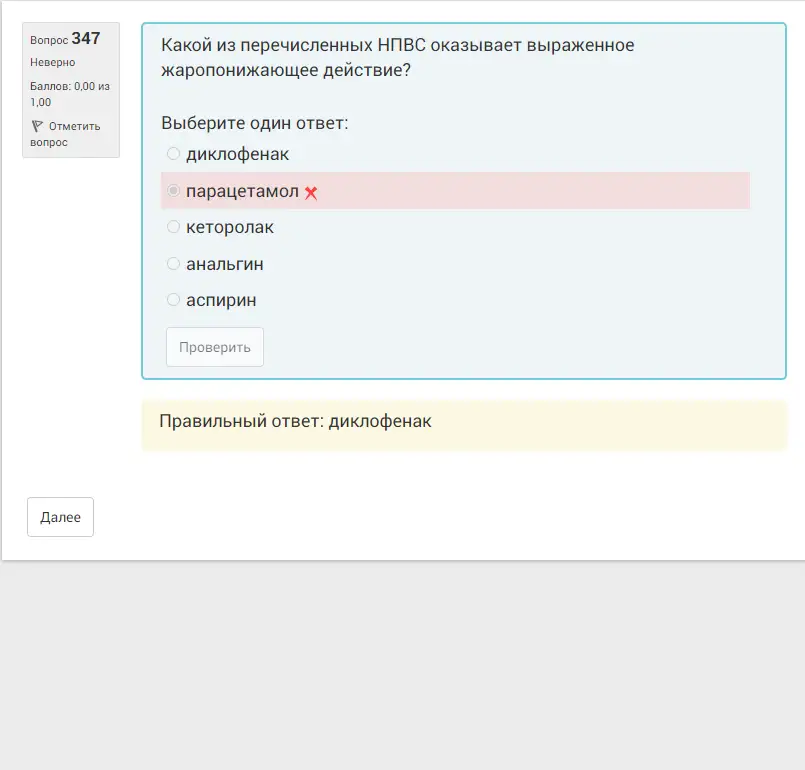 Вопрос 347
Неверно
Баллов: 0,00 из
1,00
Отметить
вопрос
Какой из перечисленных НПВС оказывает выраженное
жаропонижающее действие?
Выберите один ответ:
диклофенак
парацетамол
кеторолак
анальгин
аспирин
Проверить
Правильный ответ: диклофенак
Далее